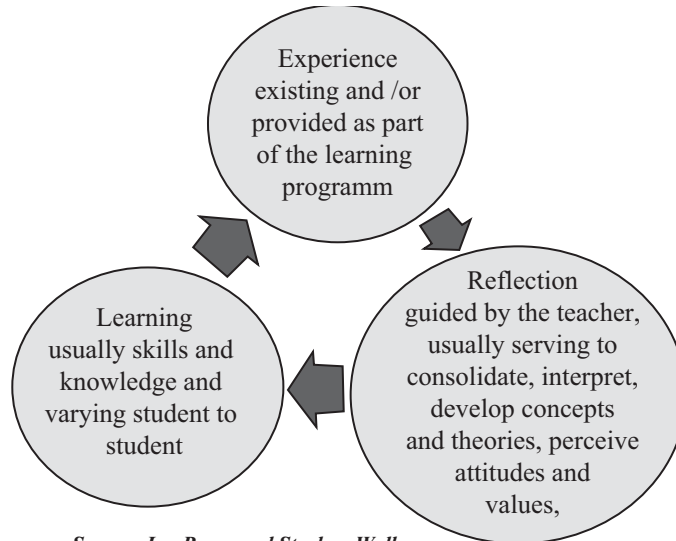 Experience
existing and /or
provided as part
of the learning
programm
Reflection
guided by the teacher,
usually serving to
consolidate, interpret,
develop concepts
and theories, perceive
attitudes and
values,
Learning
usually skills and
knowledge and
varying student to
student